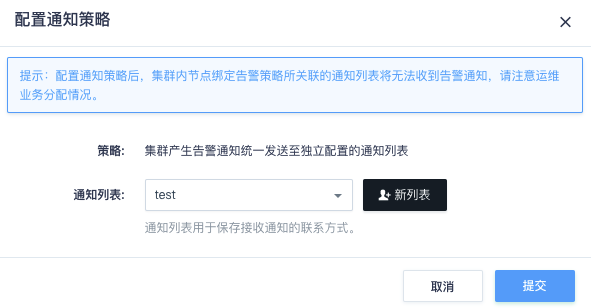 配置通知策略
提示：配置通知策略后，集群内节点绑定告警策略所关联的通知列表将无法收到告警通知，请注意运维
业务分配情况。
策略: 集群产生告警通知统一发送至独立配置的通知列表
通知列表: test 新列表
通知列表用于保存接收通知的联系方式。
取消 提交